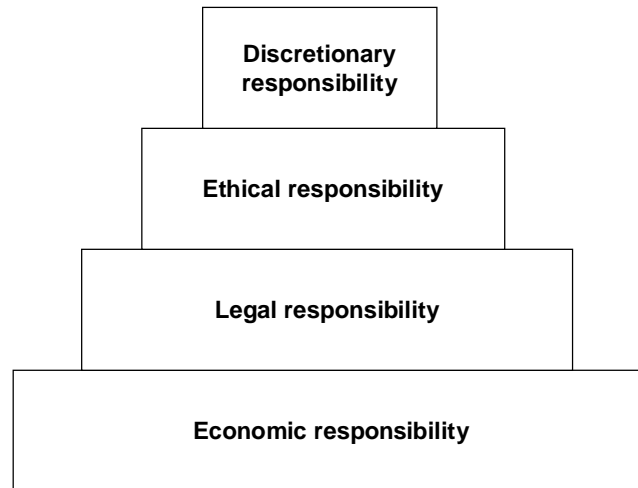 Discretionary
responsibility
Ethical responsibility
Legal responsibility
Economic responsibility